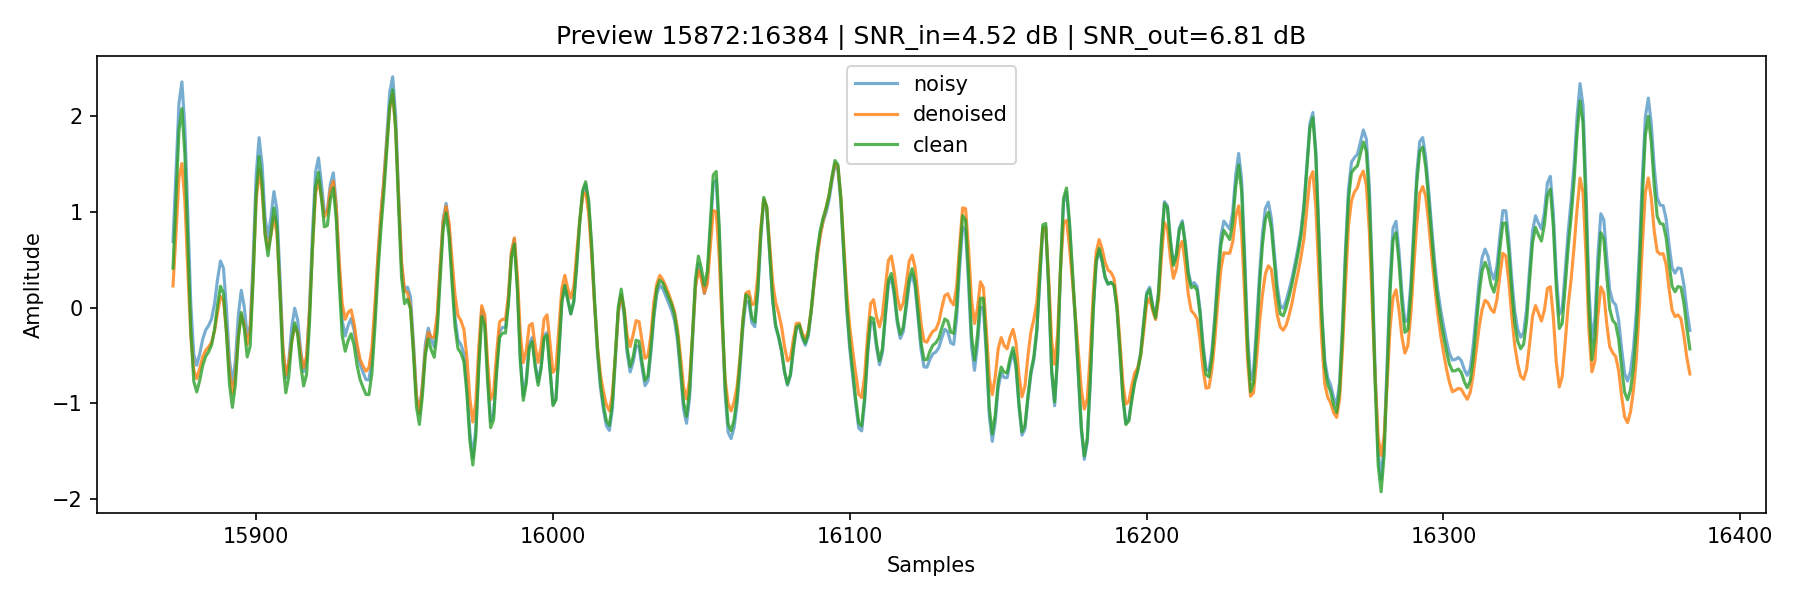 Preview 15872:16384 | SNR_in=4.52 dB | SNR_out=6.81 dB
noisy
denoised
clean
Amplitude
2
1
0
−1
−2
15900
16000
16100
16200
16300
16400
Samples